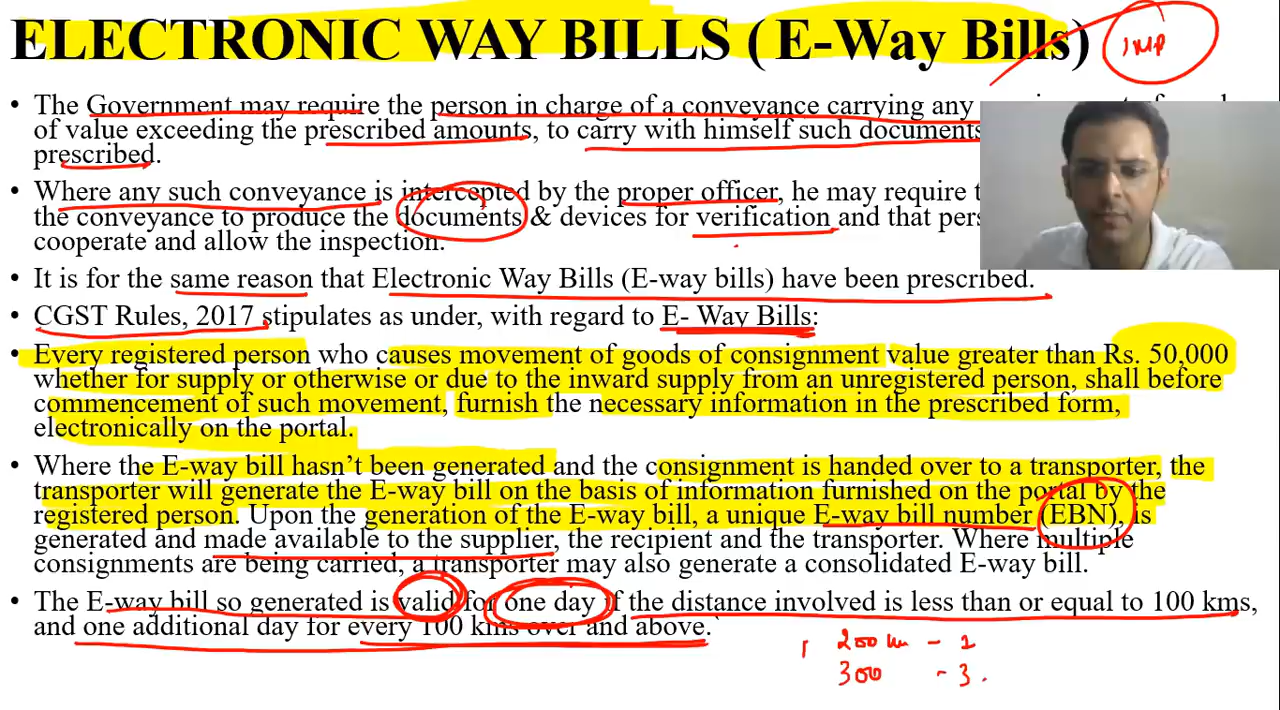 ELECTRONIC WAY BILLS ( E-Way Bills)
IMP
• The Government may require the person in charge of a conveyance carrying any
of value exceeding the prescribed amounts, to carry with himself such documents
prescribed.
• Where any such conveyance is intercepted by the proper officer, he may require
the conveyance to produce the documents & devices for verification and that
cooperate and allow the inspection.
• It is for the same reason that Electronic Way Bills (E-way bills) have been prescribed.
• CGST Rules, 2017 stipulates as under, with regard to E- Way Bills:
• Every registered person who causes movement of goods of consignment value greater than Rs. 50,000
whether for supply or otherwise or due to the inward supply from an unregistered person, shall before
commencement of such movement, furnish the necessary information in the prescribed form,
electronically on the portal.
• Where the E-way bill hasn’t been generated and the consignment is handed over to a transporter, the
transporter will generate the E-way bill on the basis of information furnished on the portal by the
registered person. Upon the generation of the E-way bill, a unique E-way bill number (EBN), is
generated and made available to the supplier, the recipient and the transporter. Where multiple
consignments are being carried, a transporter may also generate a consolidated E-way bill.
• The E-way bill so generated is valid for one day if the distance involved is less than or equal to 100 kms,
and one additional day for every 100 kms over and above.
200 km -
300 - 3